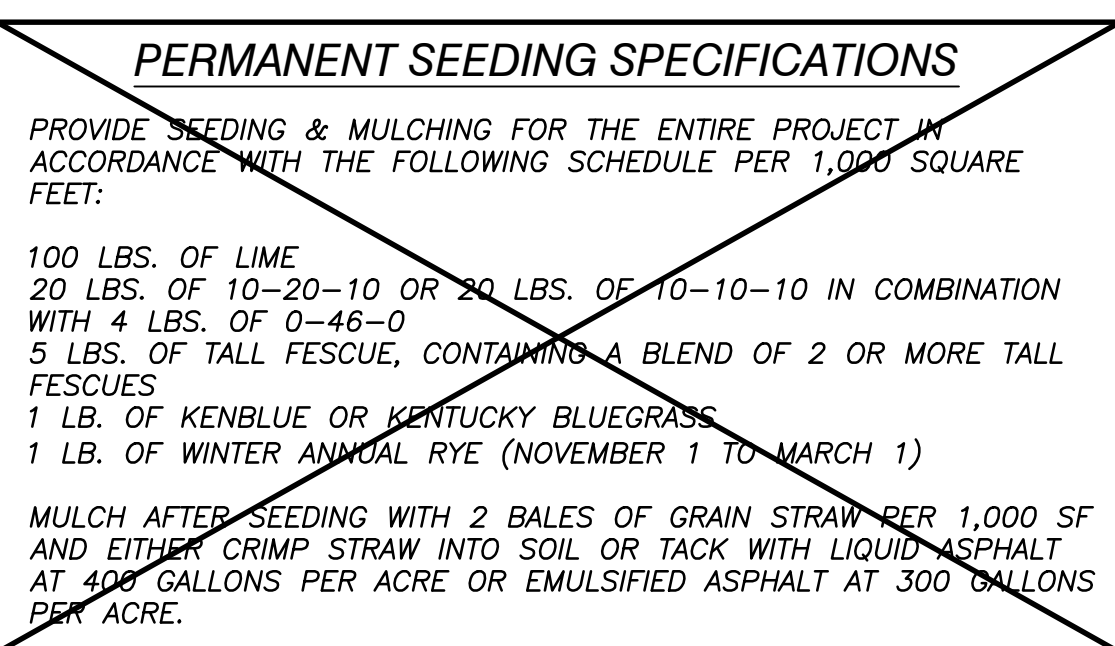 PERMANENT SEEDING SPECIFICATIONS
PROVIDE SEEDING & MULCHING FOR THE ENTIRE PROJECT IN
ACCORDANCE WITH THE FOLLOWING SCHEDULE PER 1,000 SQUARE
FEET:
100 LBS. OF LIME
20 LBS. OF 10-20-10 OR 20 LBS. OF 10-10-10 IN COMBINATION
WITH 4 LBS. OF 0-46-0
5 LBS. OF TALL FESCUE, CONTAINING A BLEND OF 2 OR MORE TALL
FESCUES
1 LB. OF KENBLUE OR KENTUCKY BLUEGRASS
1 LB. OF WINTER ANNUAL RYE (NOVEMBER 1 TO MARCH 1)
MULCH AFTER SEEDING WITH 2 BALES OF GRAIN STRAW PER 1,000 SF
AND EITHER CRIMP STRAW INTO SOIL OR TACK WITH LIQUID ASPHALT
AT 400 GALLONS PER ACRE OR EMULSIFIED ASPHALT AT 300 GALLONS
PER ACRE.